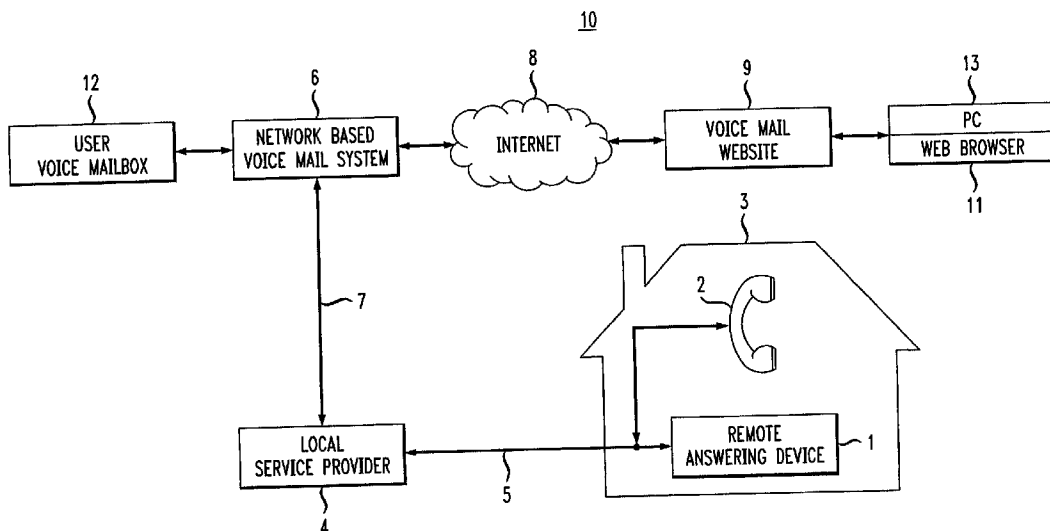 10
12
6
8
9
13
USER
VOICE MAILBOX
NETWORK BASED
VOICE MAIL SYSTEM
INTERNET
VOICE MAIL
WEBSITE
PC
WEB BROWSER
11
3
2
7
LOCAL
SERVICE PROVIDER
4
5
REMOTE
ANSWERING DEVICE
1